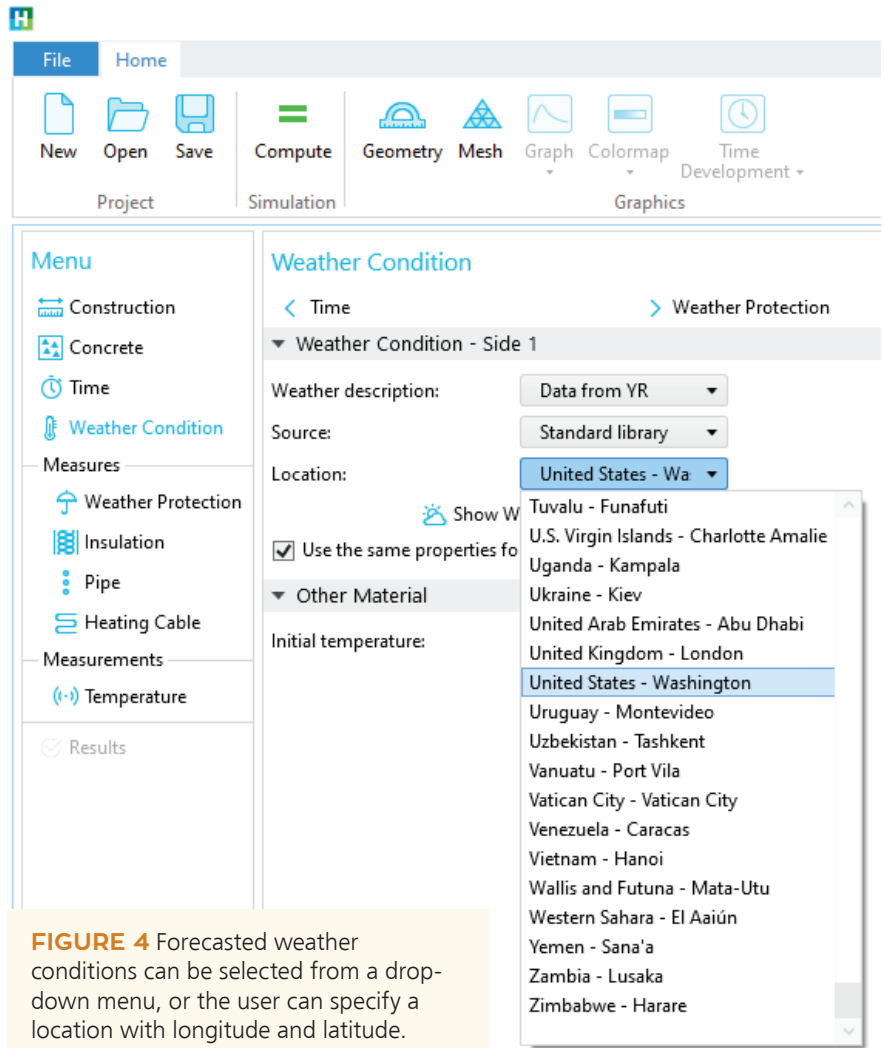 H
File Home
New Open Save Compute Geometry Mesh Graph Colormap Time Development
Project Simulation Graphics
Menu
Construction
Concrete
Time
Weather Condition
Measures
Weather Protection
Insulation
Pipe
Heating Cable
Measurements
Temperature
Results
Weather Condition
Time Weather Protection
Weather Condition - Side 1
Weather description: Data from YR
Source: Standard library
Location: United States - Wa
Show W
Use the same properties fo
Other Material
Initial temperature:
Tuvalu - Funafuti
U.S. Virgin Islands - Charlotte Amalie
Uganda - Kampala
Ukraine - Kiev
United Arab Emirates - Abu Dhabi
United Kingdom - London
United States - Washington
Uruguay - Montevideo
Uzbekistan - Tashkent
Vanuatu - Port Vila
Vatican City - Vatican City
Venezuela - Caracas
Vietnam - Hanoi
Wallis and Futuna - Mata-Utu
Western Sahara - El Aaiún
Yemen - Sana'a
Zambia - Lusaka
Zimbabwe - Harare
FIGURE 4 Forecasted weather
conditions can be selected from a drop-
down menu, or the user can specify a
location with longitude and latitude.